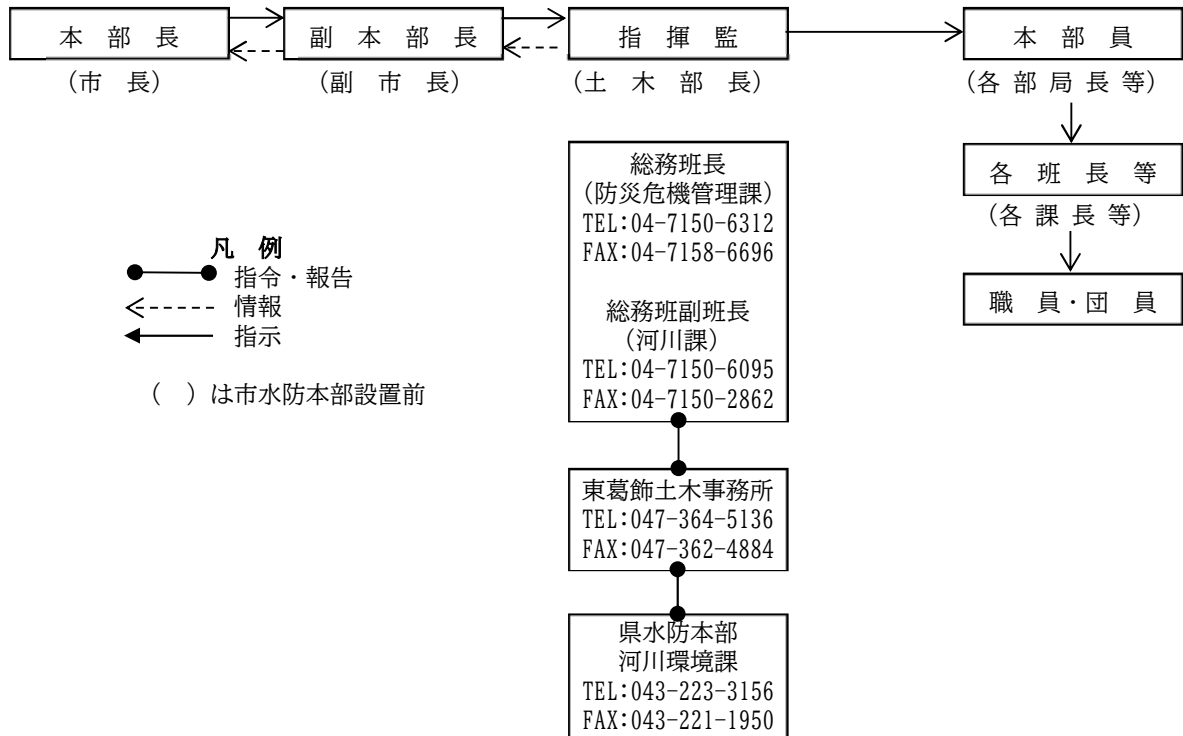 本 部 長
副 本 部 長
指 揮 監
本 部 員
(市 長)
(副 市 長)
(土 木 部 長)
(各 部 局 長 等)
各 班 長 等
(各 課 長 等)
職 員・団 員
総務班長
(防災危機管理課)
TEL:04-7150-6312
FAX:04-7158-6696
総務班副班長
(河川課)
TEL:04-7150-6095
FAX:04-7150-2862
凡 例
指令・報告
情報
指示
( )は市水防本部設置前
東葛飾土木事務所
TEL:047-364-5136
FAX:047-362-4884
県水防本部
河川環境課
TEL:043-223-3156
FAX:043-221-1950